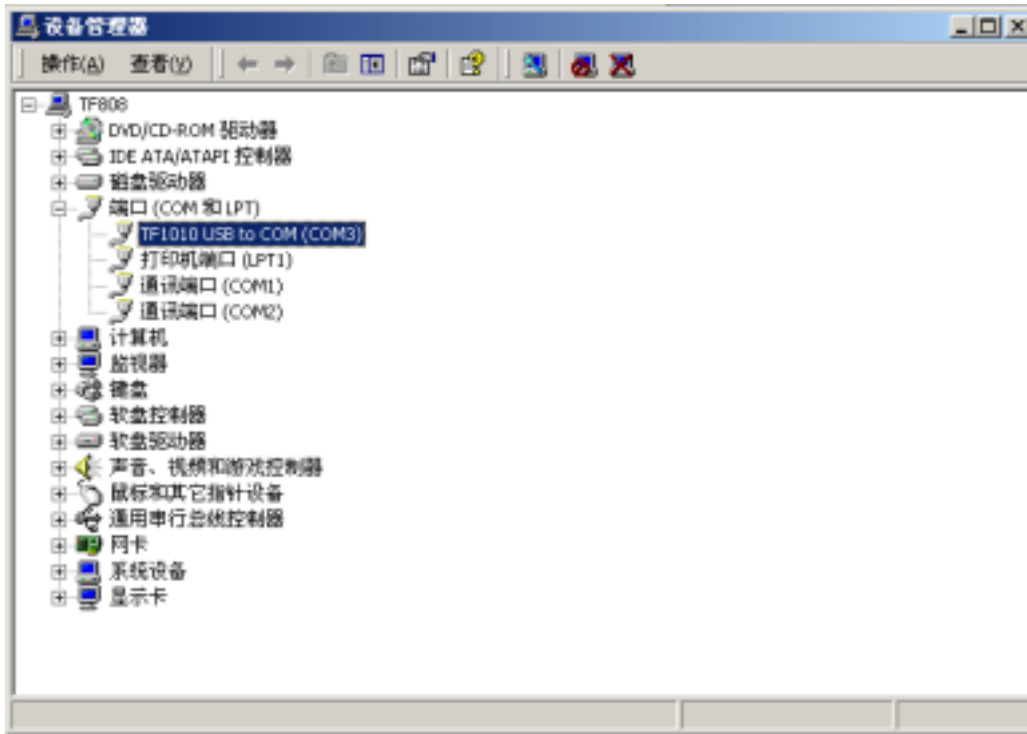 设备管理器
操作(A) 查看(V)
TF808
DVD/CD-ROM 驱动器
IDE ATA/ATAPI 控制器
磁盘驱动器
端口 (COM 和 LPT)
TF1010 USB to COM (COM3)
打印机端口 (LPT1)
通讯端口 (COM1)
通讯端口 (COM2)
计算机
监视器
键盘
软盘控制器
软盘驱动器
声音、视频和游戏控制器
鼠标和其它指针设备
通用串行总线控制器
网卡
系统设备
显示卡